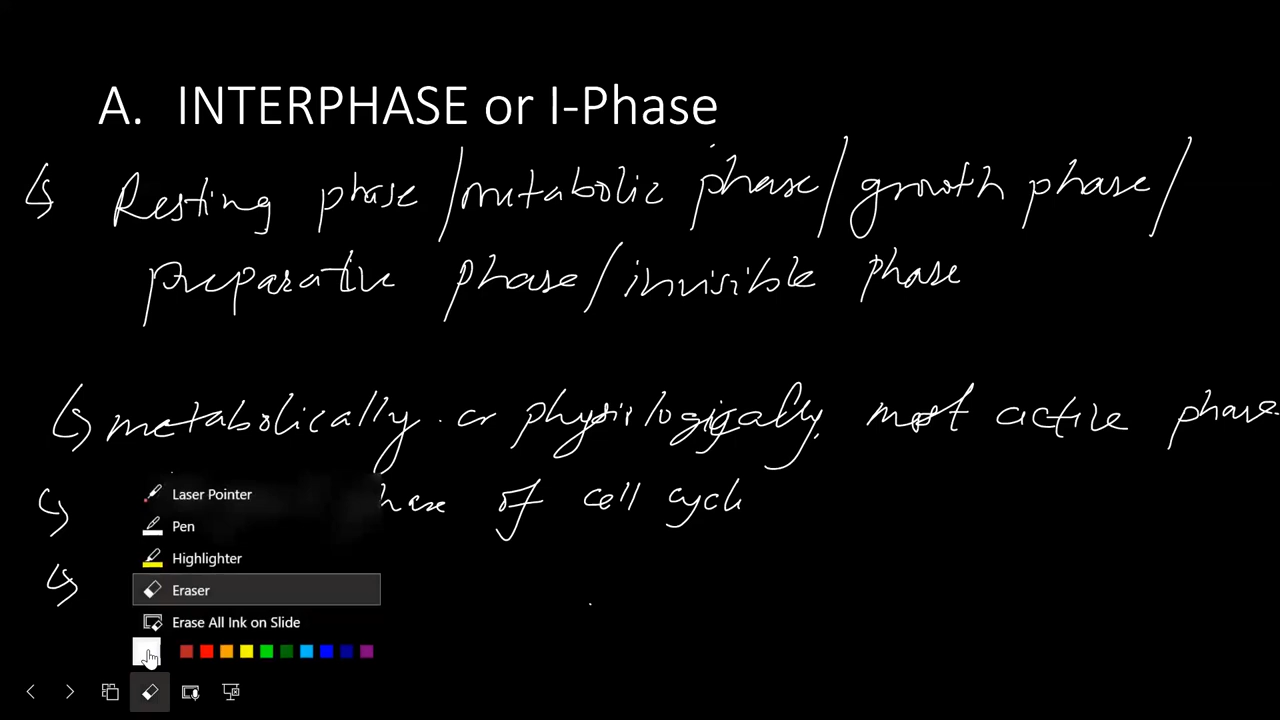 A. INTERPHASE or I-Phase
↳ Resting phase/metabolic phase/growth phase/
preparative phase/invisible phase
↳ metabolically or physiologically most active phase
↳ phase of cell cycle
↳
Laser Pointer
Pen
Highlighter
Eraser
Erase All Ink on Slide